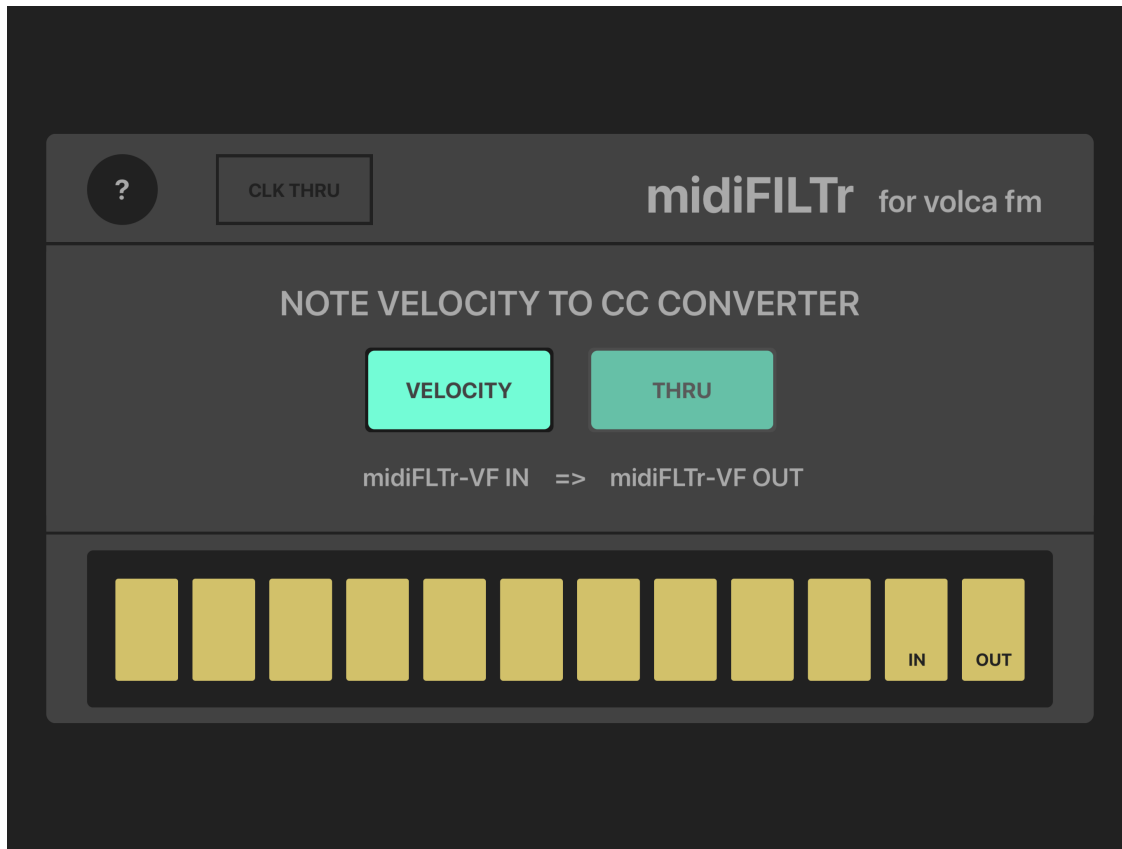 ? CLK THRU midiFILTr for volca fm
NOTE VELOCITY TO CC CONVERTER
VELOCITY THRU
midiFLTr-VF IN => midiFLTr-VF OUT
IN OUT